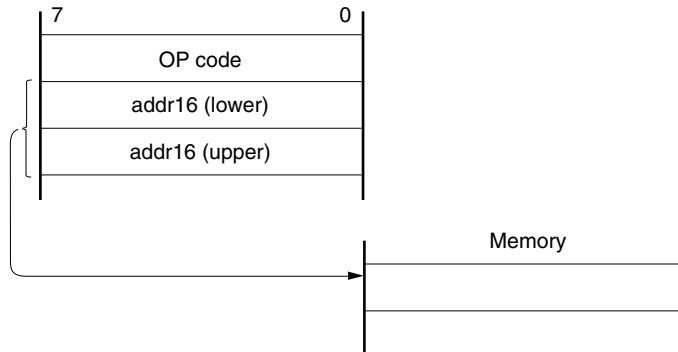 7 0
OP code
addr16 (lower)
addr16 (upper)
Memory